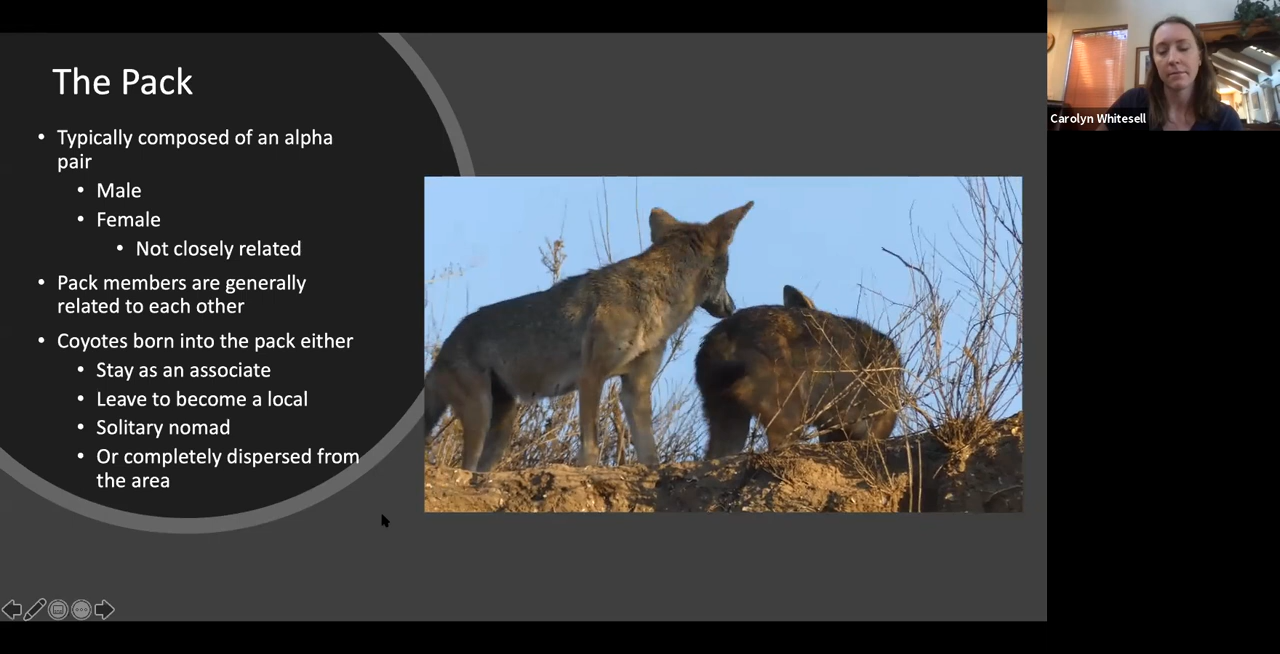 The Pack
• Typically composed of an alpha
pair
• Male
• Female
• Not closely related
• Pack members are generally
related to each other
• Coyotes born into the pack either
• Stay as an associate
• Leave to become a local
• Solitary nomad
• Or completely dispersed from
the area
Carolyn Whitesell